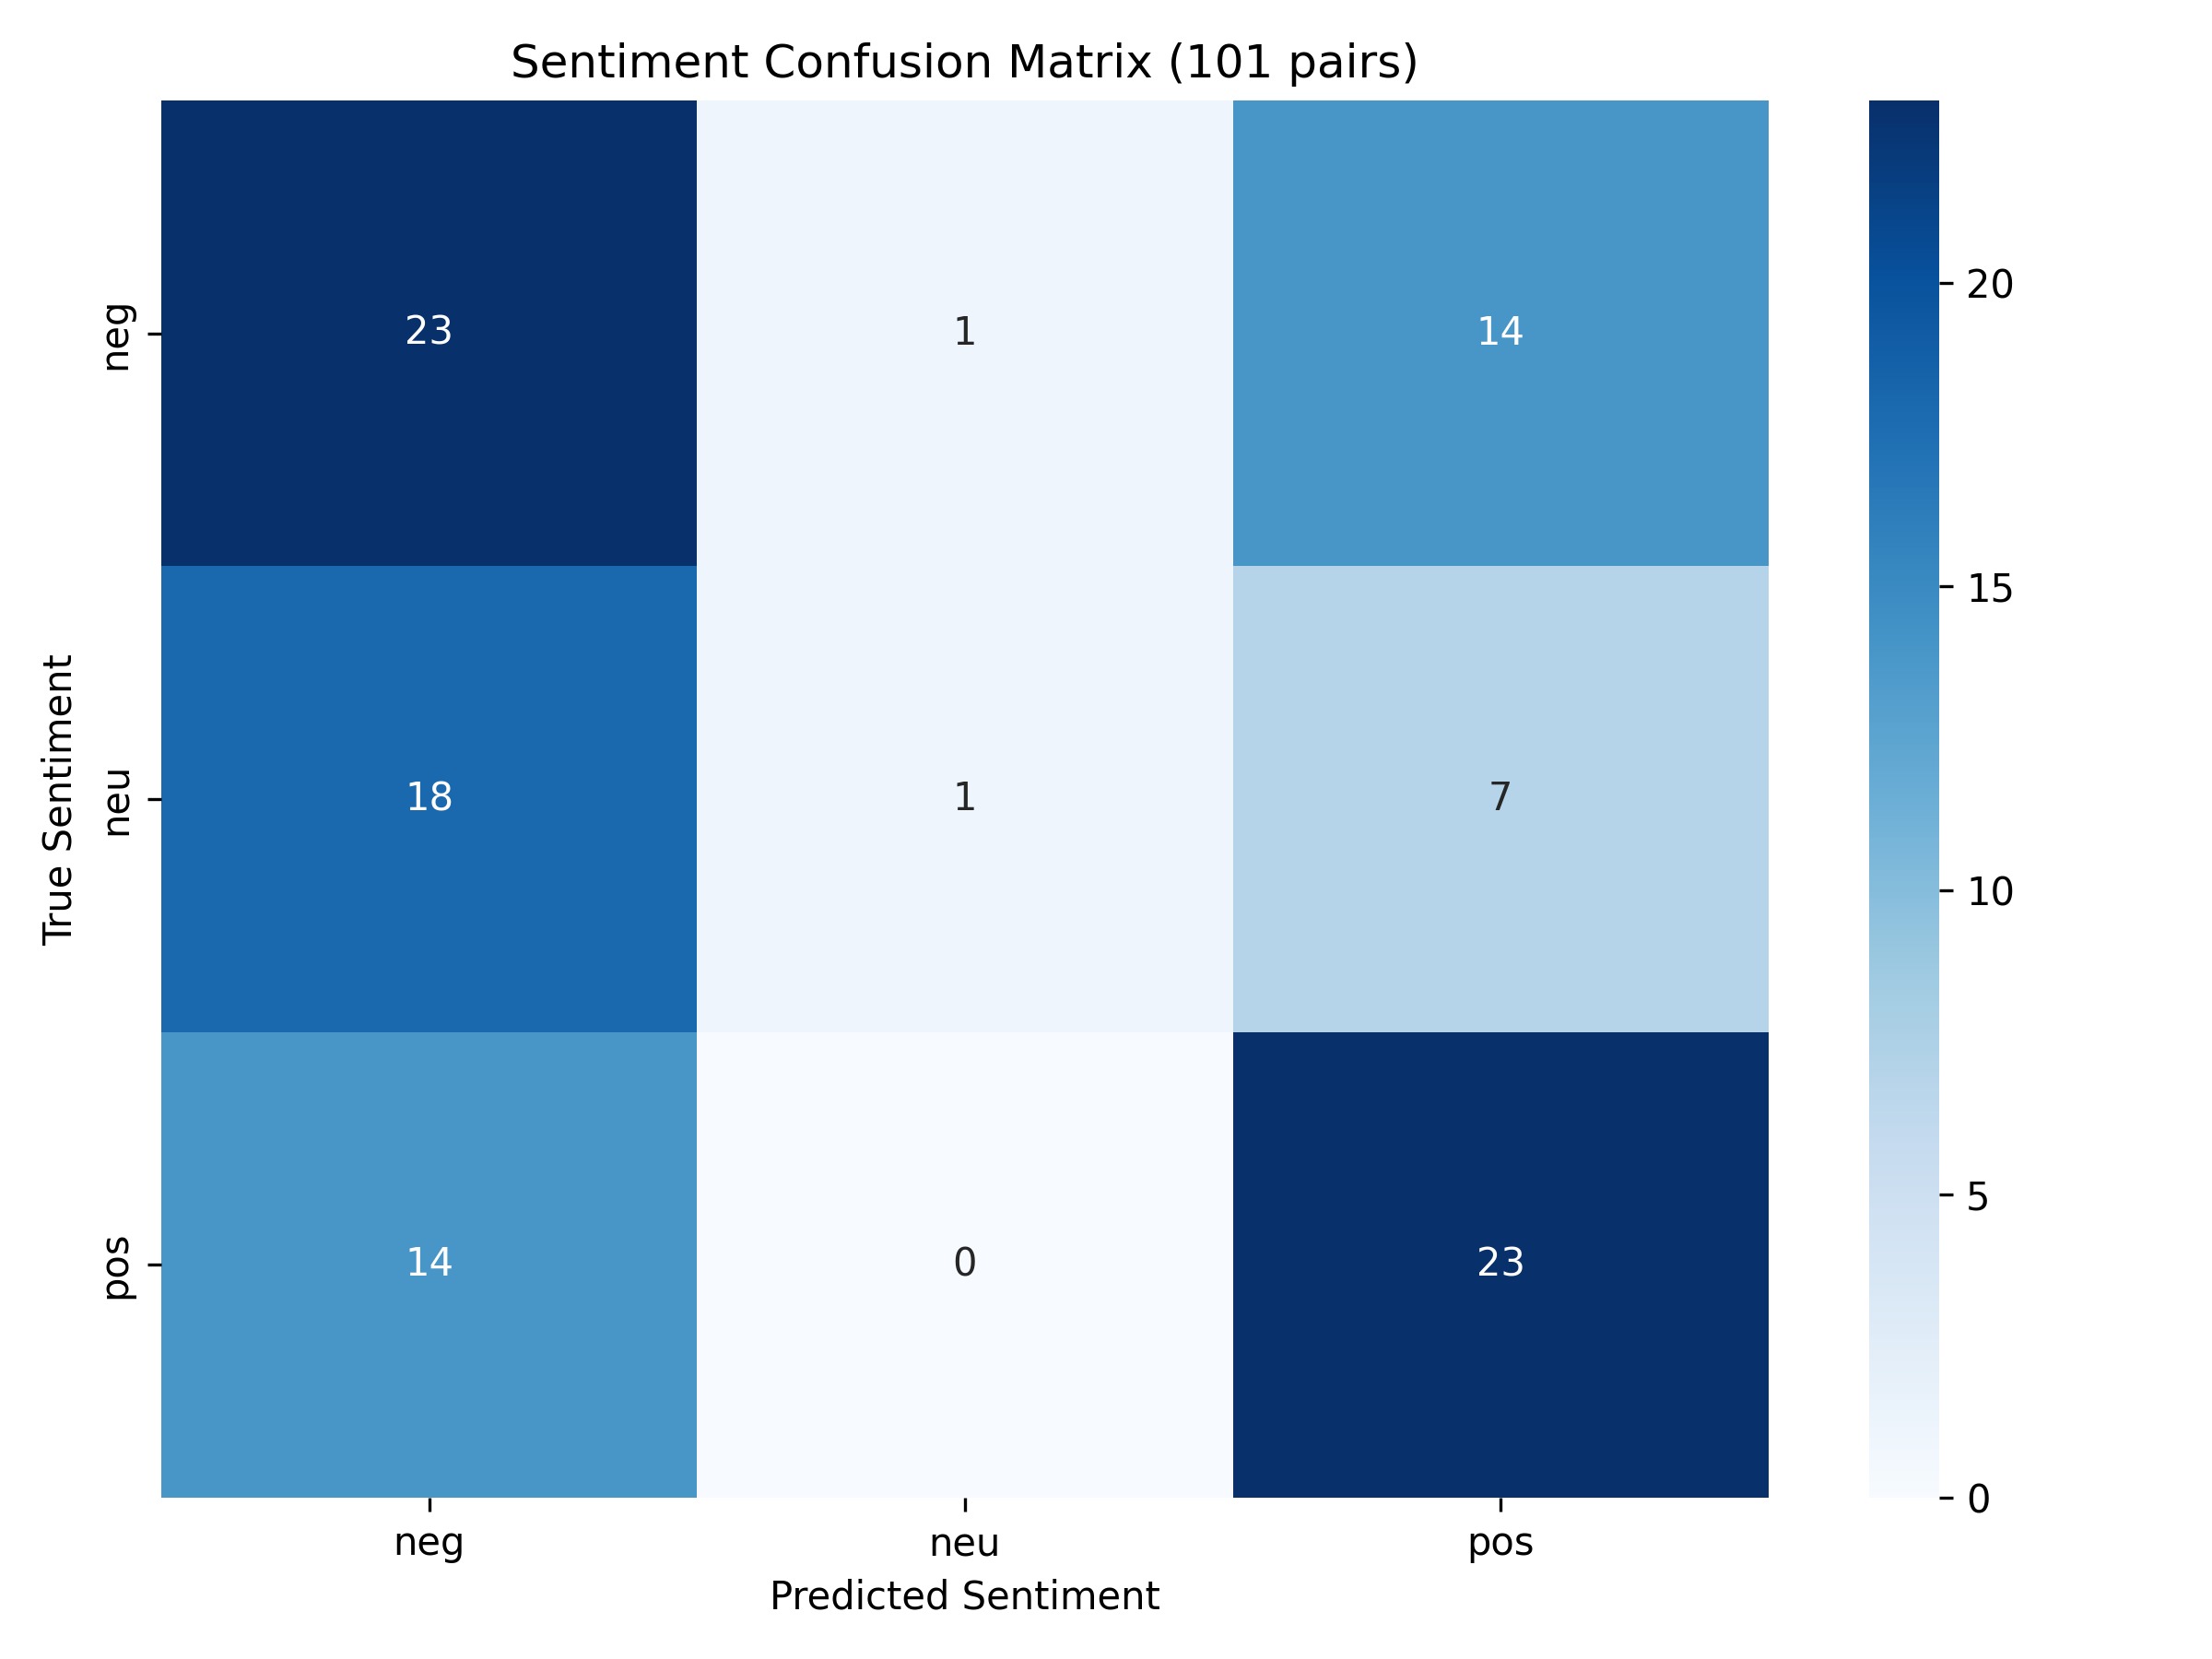 Sentiment Confusion Matrix (101 pairs)
True Sentiment
neg
23
1
14
neu
18
1
7
pos
14
0
23
neg
neu
pos
Predicted Sentiment
20
15
10
5
0